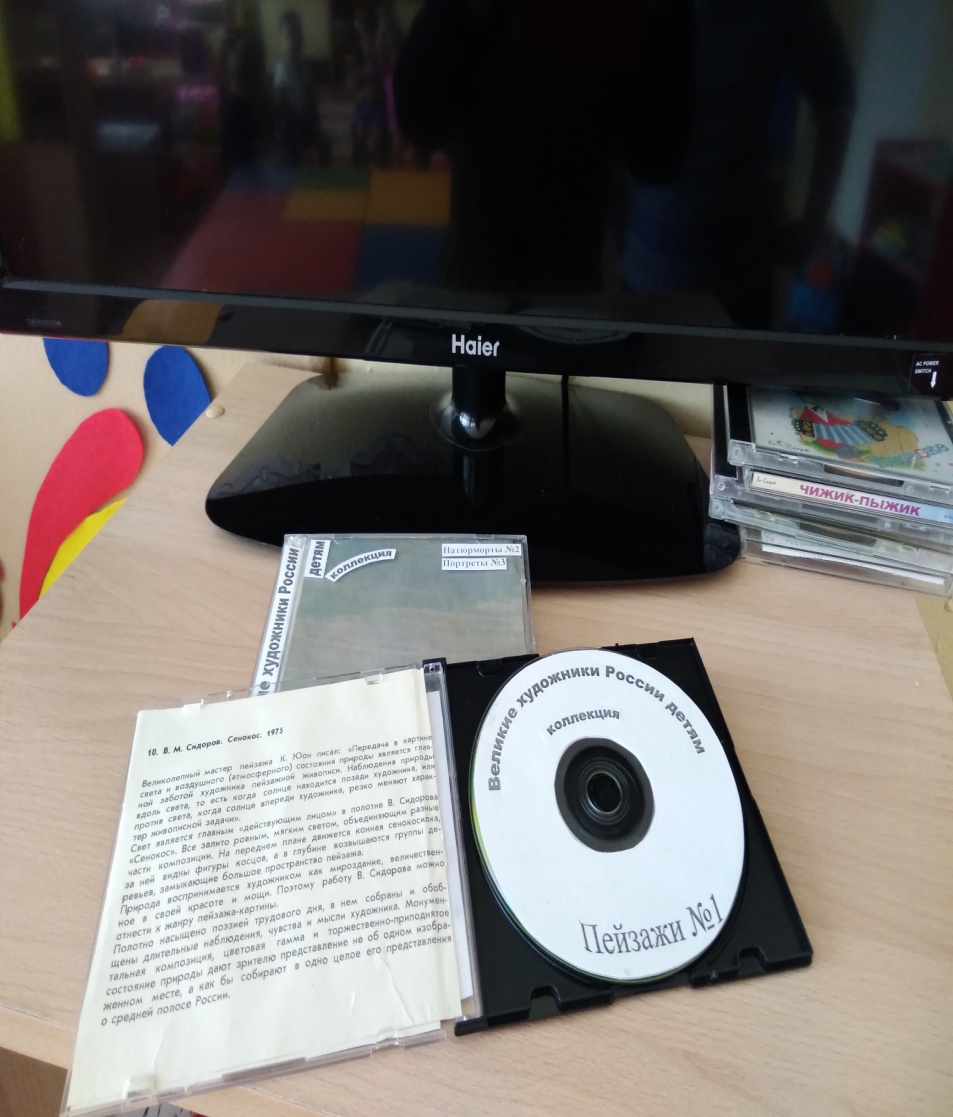 Haier
AC POWER
SWITCH
ЧИЖИК-ПЫЖИК
е художники России
детям
коллекция
Натюрморты №2
Портреты №3
10. В. М. Сидоров. Сенокос. 1975
Великолепный мастер пейзажа К. Юон писал: «Передача в картине
света и воздушного (атмосферного) состояния природы является глав-
ной заботой художника пейзажной живописи. Наблюдения природы
вдоль света, то есть когда солнце находится позади художника, или
против света, когда солнце впереди художника, резко меняют харак-
тер живописной задачи».
Свет является главным «действующим лицом» в полотне В. Сидорова
«Сенокос». Все залито ровным, мягким светом, объединяющим разные
части композиции. На переднем плане движется конная сенокосилка,
за ней видны фигуры косцов, а в глубине возвышаются группы де-
ревьев, замыкающие большое пространство пейзажа.
Природа воспринимается художником как мироздание, величествен-
ное в своей красоте и мощи. Поэтому работу В. Сидорова можно
отнести к жанру пейзажа-картины.
Полотно насыщено поэзией трудового дня, в нем собраны и обоб-
щены длительные наблюдения, чувства и мысли художника. Монумен-
тальная композиция, цветовая гамма и торжественно-приподнятое
состояние природы дают зрителю представление не об одном изобра-
женном месте, а как бы собирают в одно целое его представления
о средней полосе России.
Великие художники России детям
коллекция
Пейзажи №1